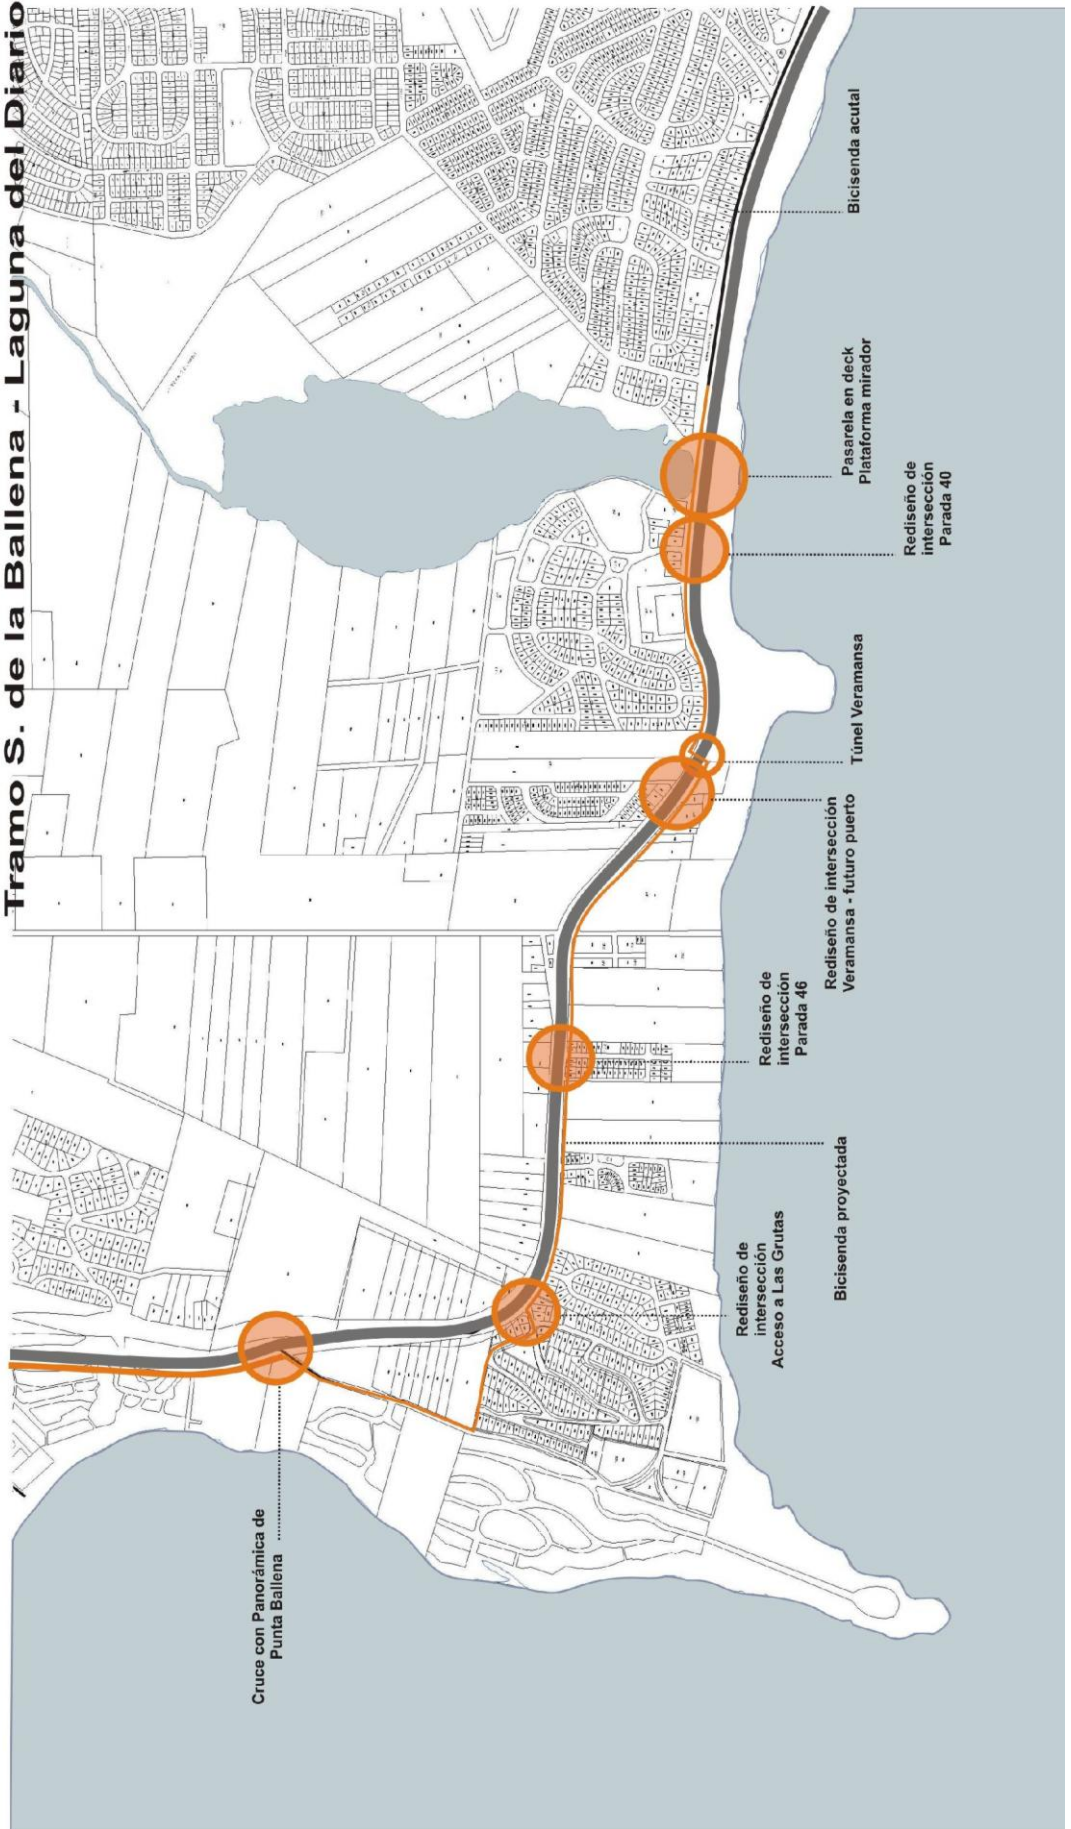 Tramo S. de la Ballena - Laguna del Diario
Cruce con Panorámica de
Punta Ballena
Rediseño de
intersección
Acceso a Las Grutas
Bicisenda proyectada
Rediseño de
intersección
Parada 46
Rediseño de intersección
Veramansa - futuro puerto
Túnel Veramansa
Rediseño de
intersección
Parada 40
Pasarela en deck
Plataforma mirador
Bicisenda acutal